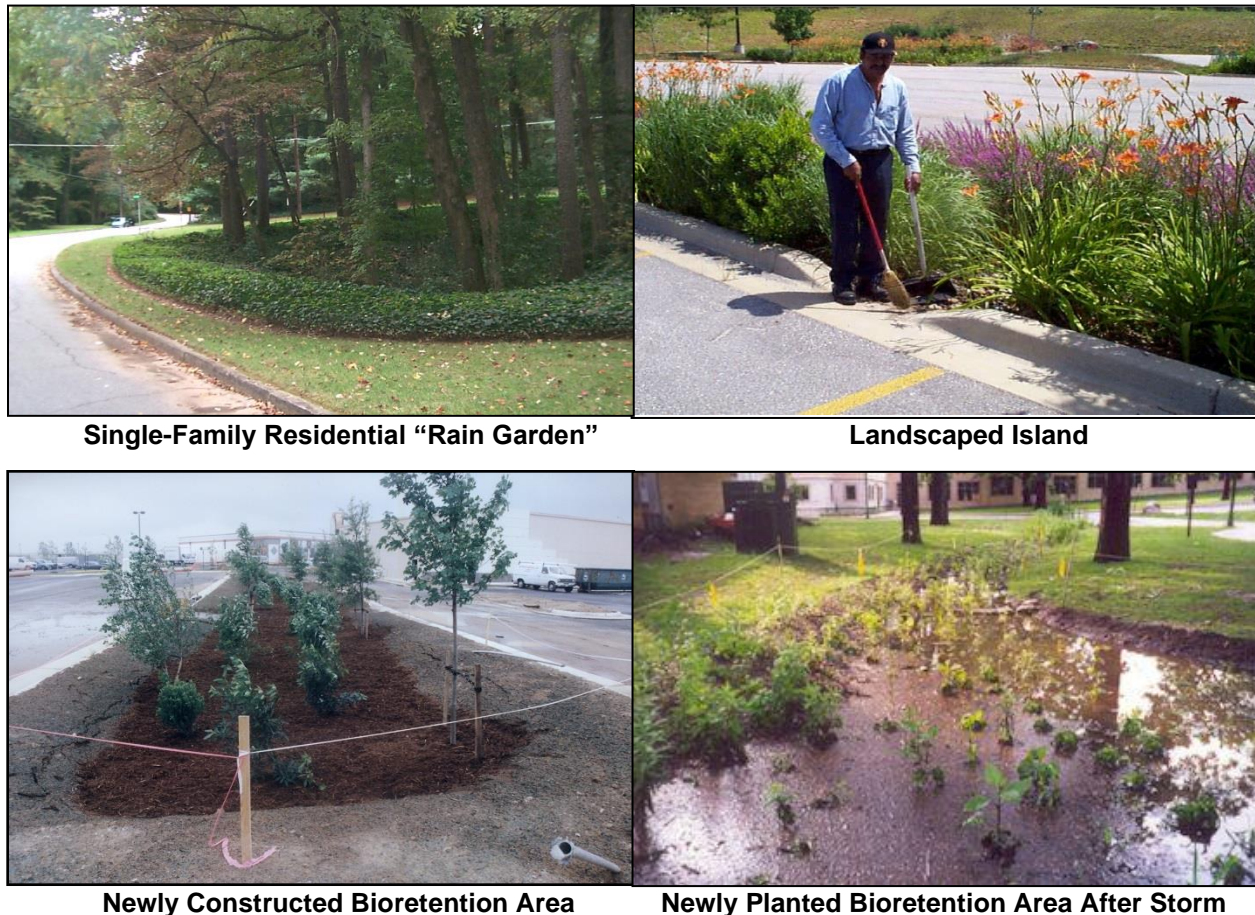 Single-Family Residential “Rain Garden”
Landscaped Island
Newly Constructed Bioretention Area
Newly Planted Bioretention Area After Storm